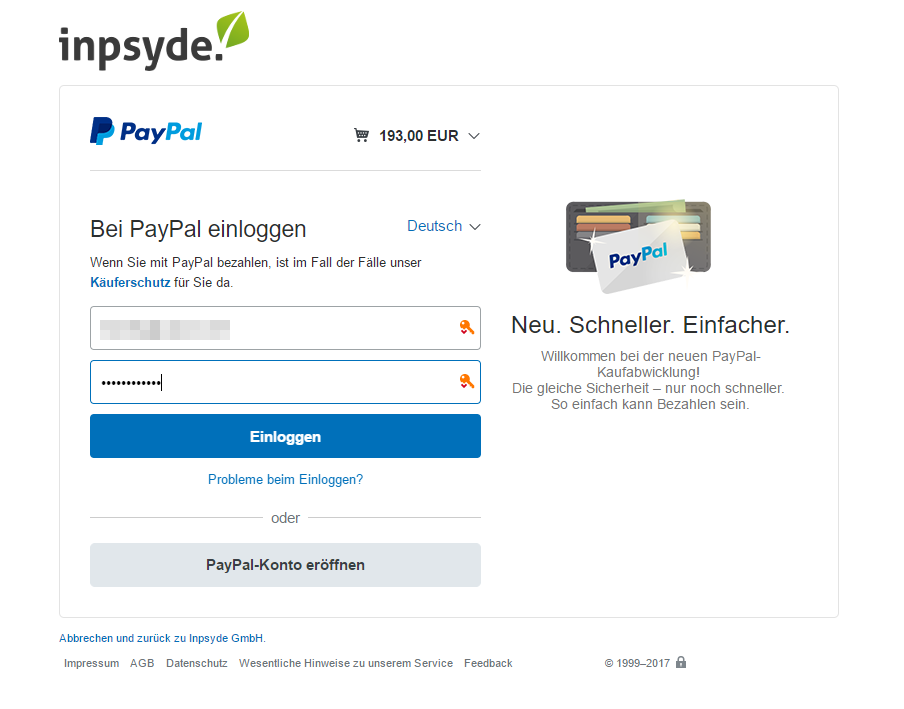 inpsyde.
PayPal
193,00 EUR
Bei PayPal einloggen
Deutsch
Wenn Sie mit PayPal bezahlen, ist im Fall der Fälle unser
Käuferschutz für Sie da.
••••••••••••
Einloggen
Probleme beim Einloggen?
oder
PayPal-Konto eröffnen
PayPal
Neu. Schneller. Einfacher.
Willkommen bei der neuen PayPal-
Kaufabwicklung!
Die gleiche Sicherheit – nur noch schneller.
So einfach kann Bezahlen sein.
Abbrechen und zurück zu Inpsyde GmbH.
Impressum AGB Datenschutz Wesentliche Hinweise zu unserem Service Feedback © 1999–2017